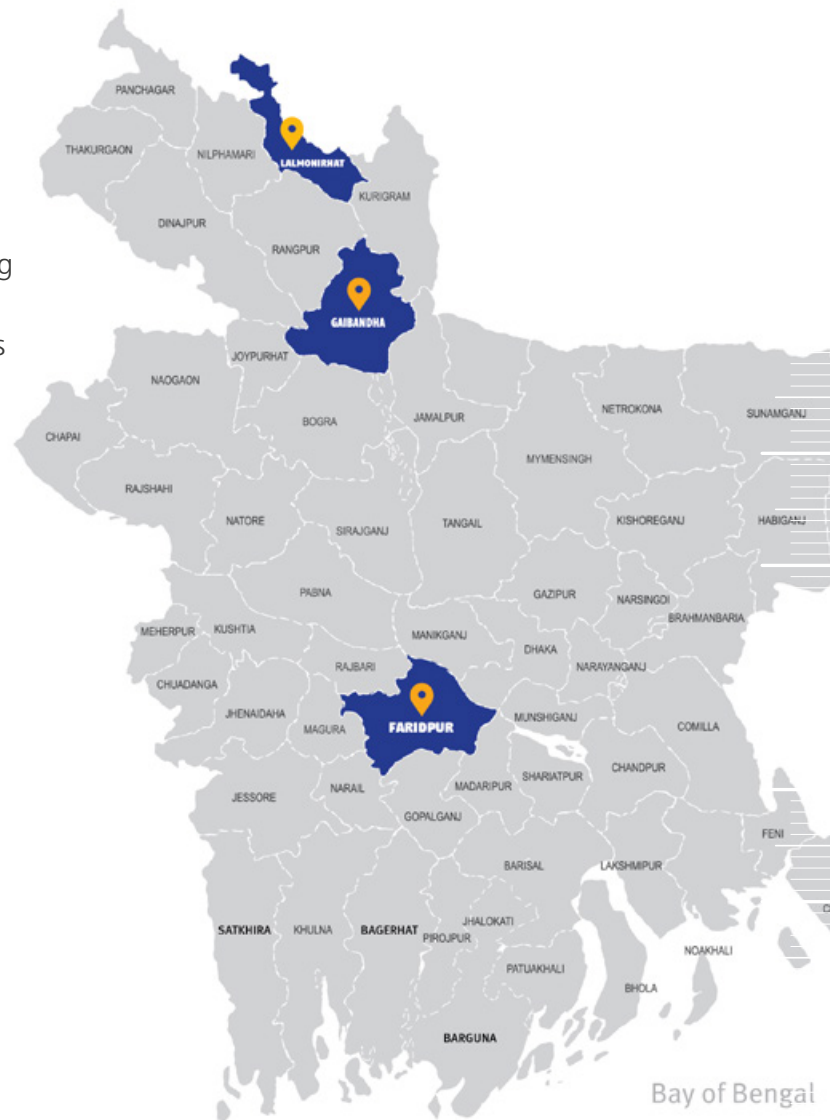 PANCHAGAR
THAKURGAON
NILPHAMARI
LALMONIRHAT
KURIGRAM
DINAJPUR
RANGPUR
g
GAIBANDHA
s
JOYPURHAT
NAOGAON
BOGRA
JAMALPUR
NETROKONA
SUNAMGANJ
CHAPAI
MYMENSINGH
RAJSHAHI
NATORE
SIRAJGANJ
TANGAIL
KISHOREGANJ
HABIGANJ
PABNA
GAZIPUR
NARSINGDI
BRAHMANBARIA
MEHERPUR
KUSHTIA
MANIKGANJ
DHAKA
RAJBARI
NARAYANGANJ
CHUADANGA
JHENAIDAHA
MAGURA
FARIDPUR
MUNSHIGANJ
COMILLA
JESSORE
NARAIL
MADARIPUR
SHARIATPUR
CHANDPUR
GOPALGANJ
FENI
BARISAL
LAKSHMIPUR
SATKHIRA
KHULNA
BAGERHAT
JHALOKATI
PIROJPUR
NOAKHALI
PATUAKHALI
BHOLA
BARGUNA
Bay of Bengal